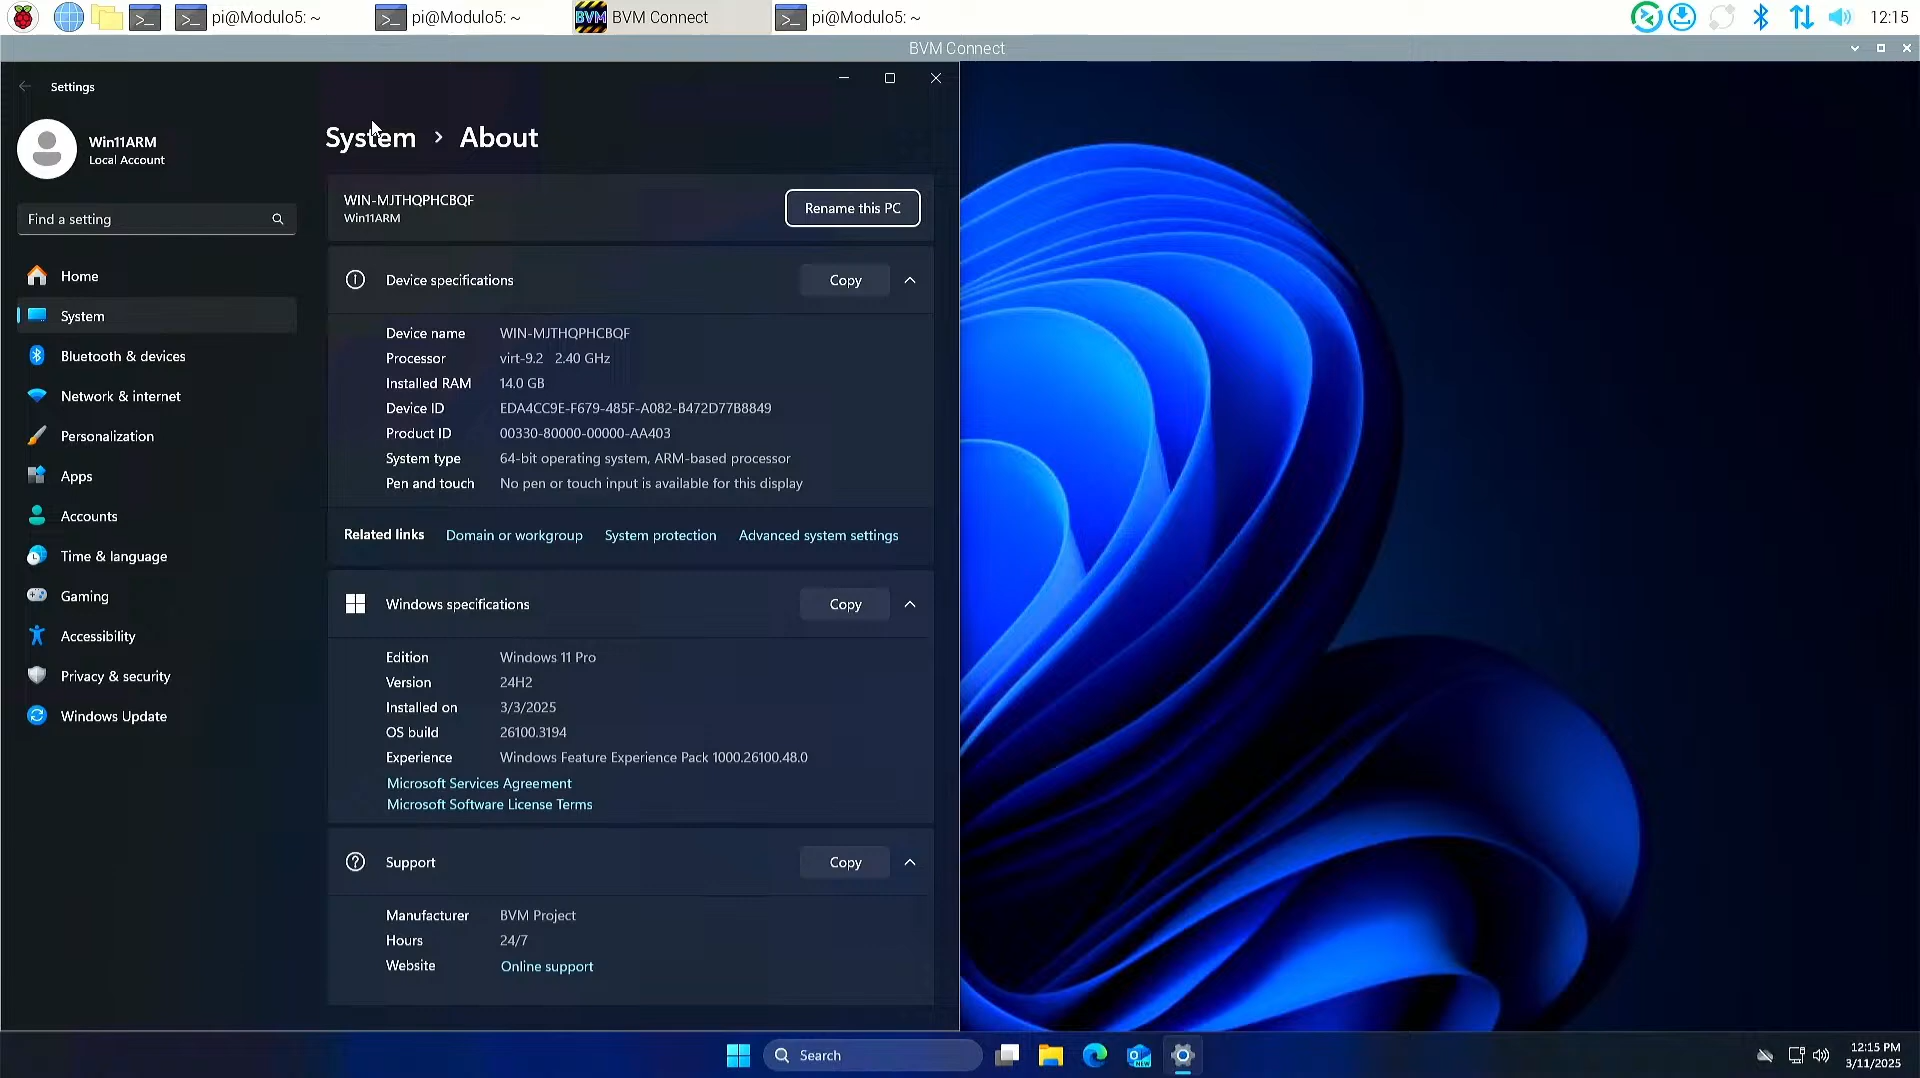 pi@Modulo5: ~
pi@Modulo5: ~
BVM
BVM Connect
pi@Modulo5: ~
12:15
BVM Connect
Settings
Win11ARM
Local Account
Find a setting
Home
System
Bluetooth & devices
Network & internet
Personalization
Apps
Accounts
Time & language
Gaming
Accessibility
Privacy & security
Windows Update
System › About
WIN-MJTHQPHCBQF
Win11ARM
Rename this PC
Device specifications
Copy
Device name WIN-MJTHQPHCBQF
Processor virt-9.2 2.40 GHz
Installed RAM 14.0 GB
Device ID EDA4CC9E-F679-485F-A082-B472D77B8849
Product ID 00330-80000-00000-AA403
System type 64-bit operating system, ARM-based processor
Pen and touch No pen or touch input is available for this display
Related links Domain or workgroup System protection Advanced system settings
Windows specifications
Copy
Edition Windows 11 Pro
Version 24H2
Installed on 3/3/2025
OS build 26100.3194
Experience Windows Feature Experience Pack 1000.26100.48.0
Microsoft Services Agreement
Microsoft Software License Terms
Support
Copy
Manufacturer BVM Project
Hours 24/7
Website Online support
Search
NEW
12:15 PM
3/11/2025